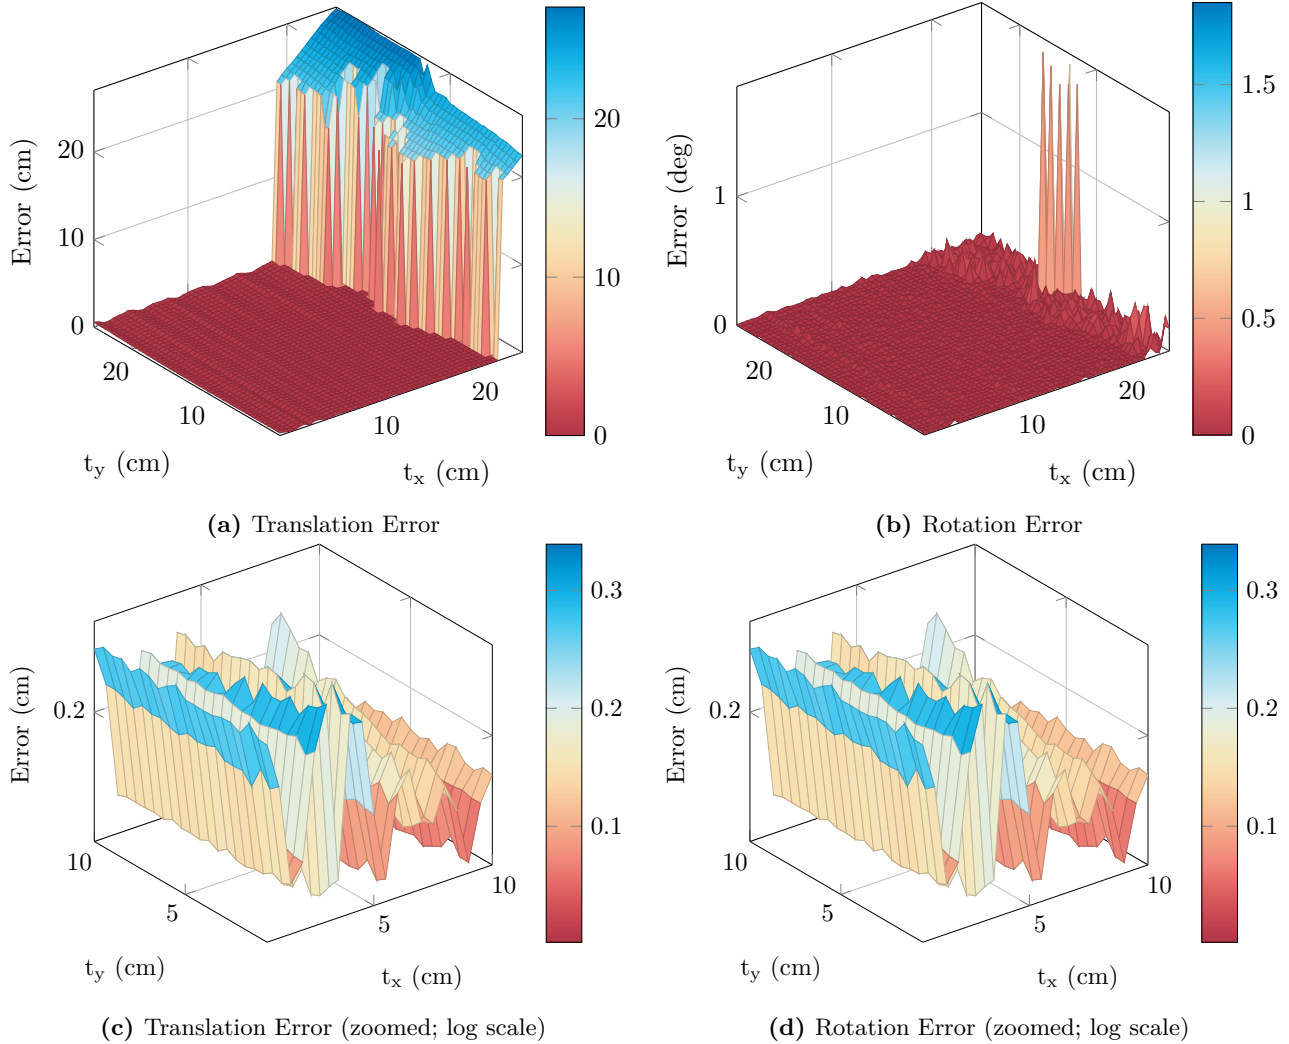 20
10
0
Error (cm)
20
10
t_y (cm)
10
20
t_x (cm)
20
10
0
(a) Translation Error
1
0
Error (deg)
20
10
t_y (cm)
10
20
t_x (cm)
1.5
1
0.5
0
(b) Rotation Error
0.2
Error (cm)
10
5
t_y (cm)
5
10
t_x (cm)
0.3
0.2
0.1
(c) Translation Error (zoomed; log scale)
0.2
Error (cm)
10
5
t_y (cm)
5
10
t_x (cm)
0.3
0.2
0.1
(d) Rotation Error (zoomed; log scale)